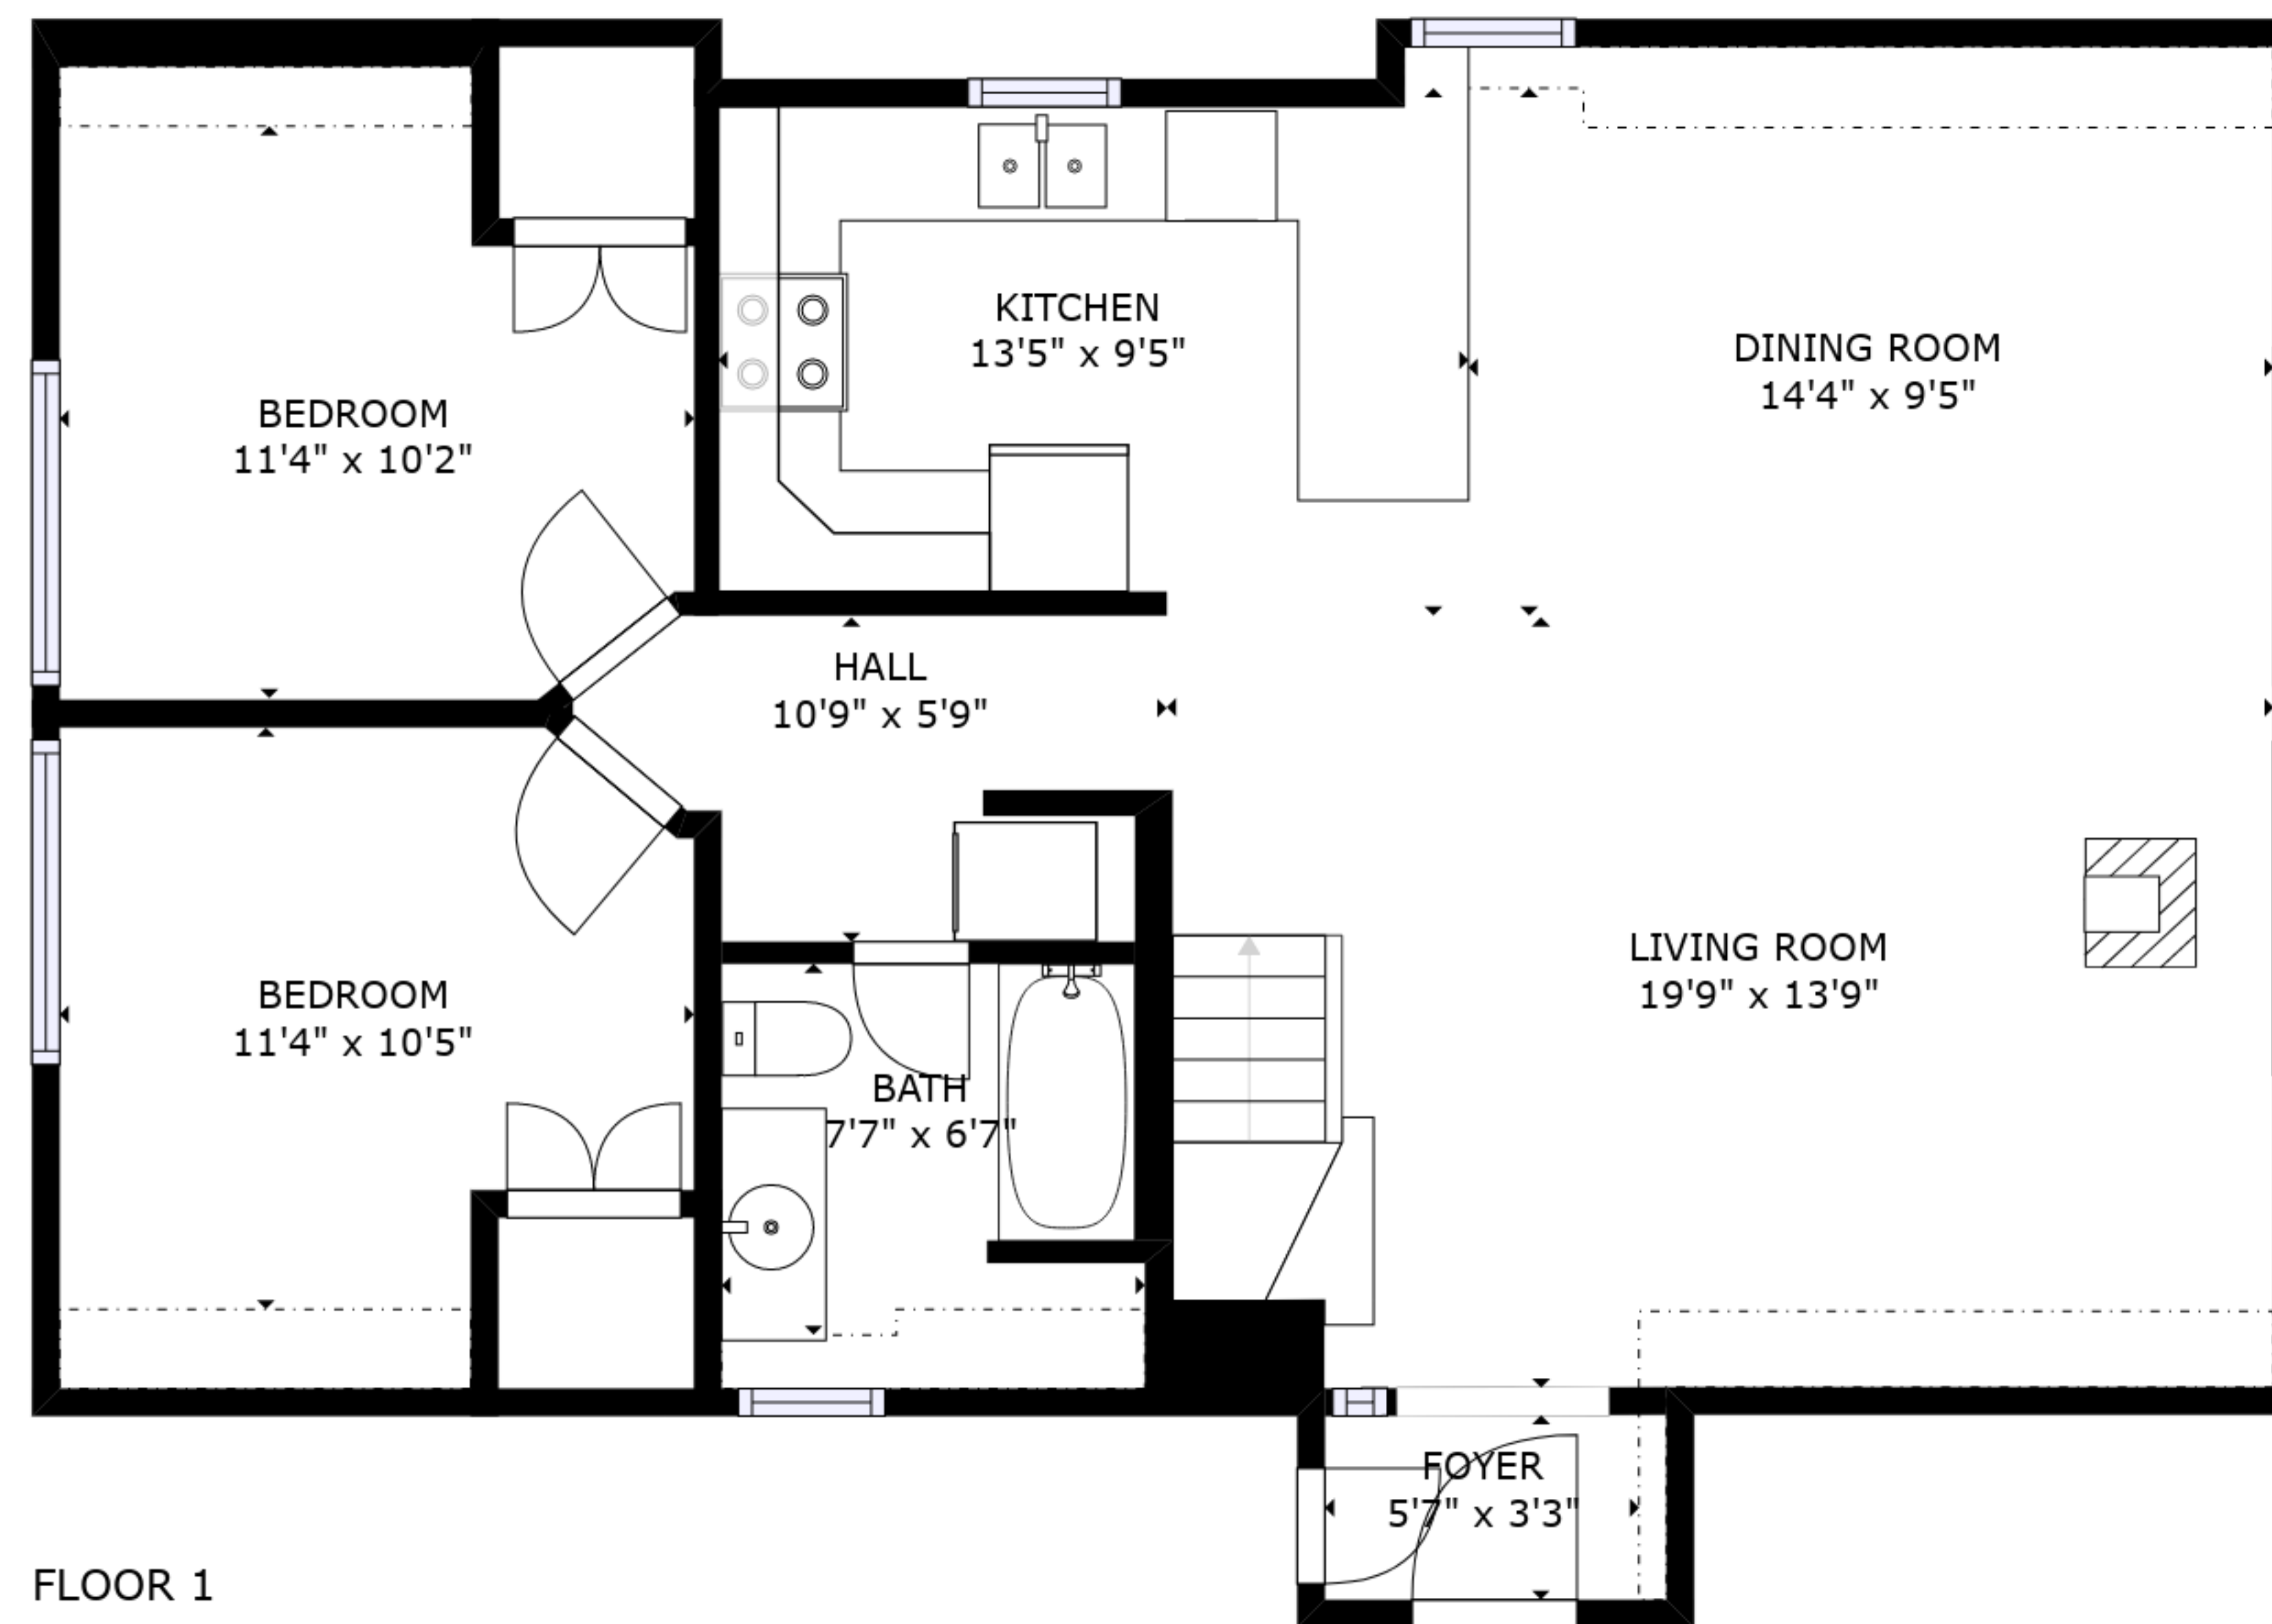 KITCHEN
13'5" x 9'5"
DINING ROOM
14'4" x 9'5"
BEDROOM
11'4" x 10'2"
HALL
10'9" x 5'9"
LIVING ROOM
19'9" x 13'9"
BEDROOM
11'4" x 10'5"
BATH
7'7" x 6'7"
FOYER
5'7" x 3'3"
FLOOR 1